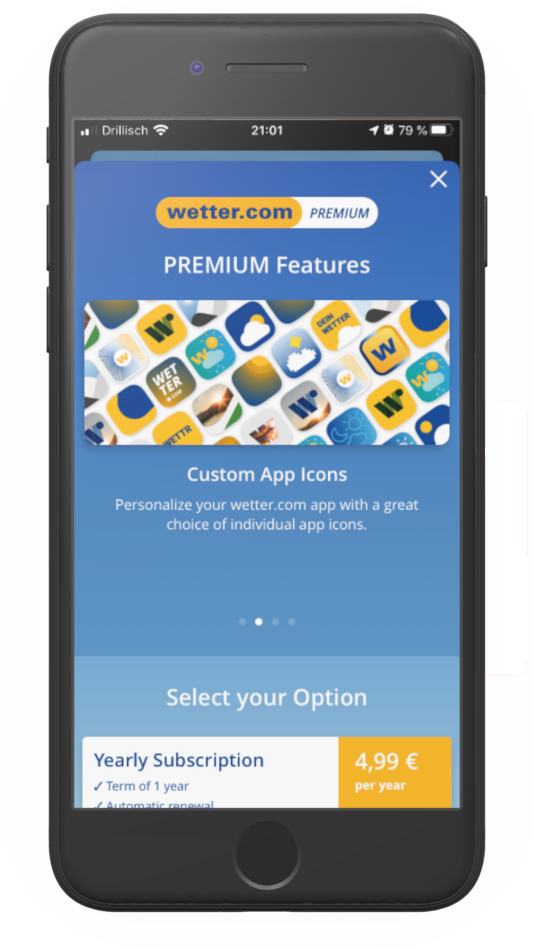 Drillisch 21:01 79 %
wetter.com PREMIUM
PREMIUM Features
DEIN
WETTER
W
W
WET
TER
.COM
W
W
WETTR
Custom App Icons
Personalize your wetter.com app with a great
choice of individual app icons.
Select your Option
Yearly Subscription
4,99 €
✓ Term of 1 year
per year
✓ Automatic renewal